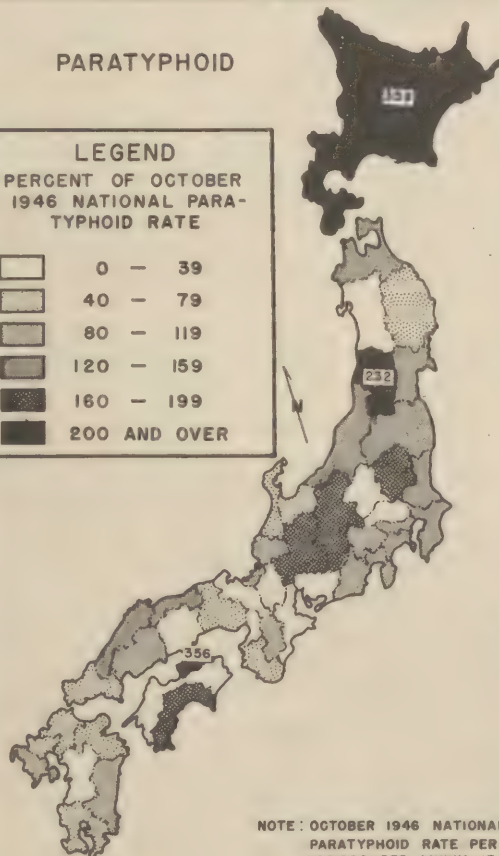 PARATYPHOID
LEGEND
PERCENT OF OCTOBER
1946 NATIONAL PARA-
TYPHOID RATE
0 - 39
40 - 79
80 - 119
120 - 159
160 - 199
200 AND OVER
N
232
356
NOTE: OCTOBER 1946 NATIONAL
PARATYPHOID RATE PER